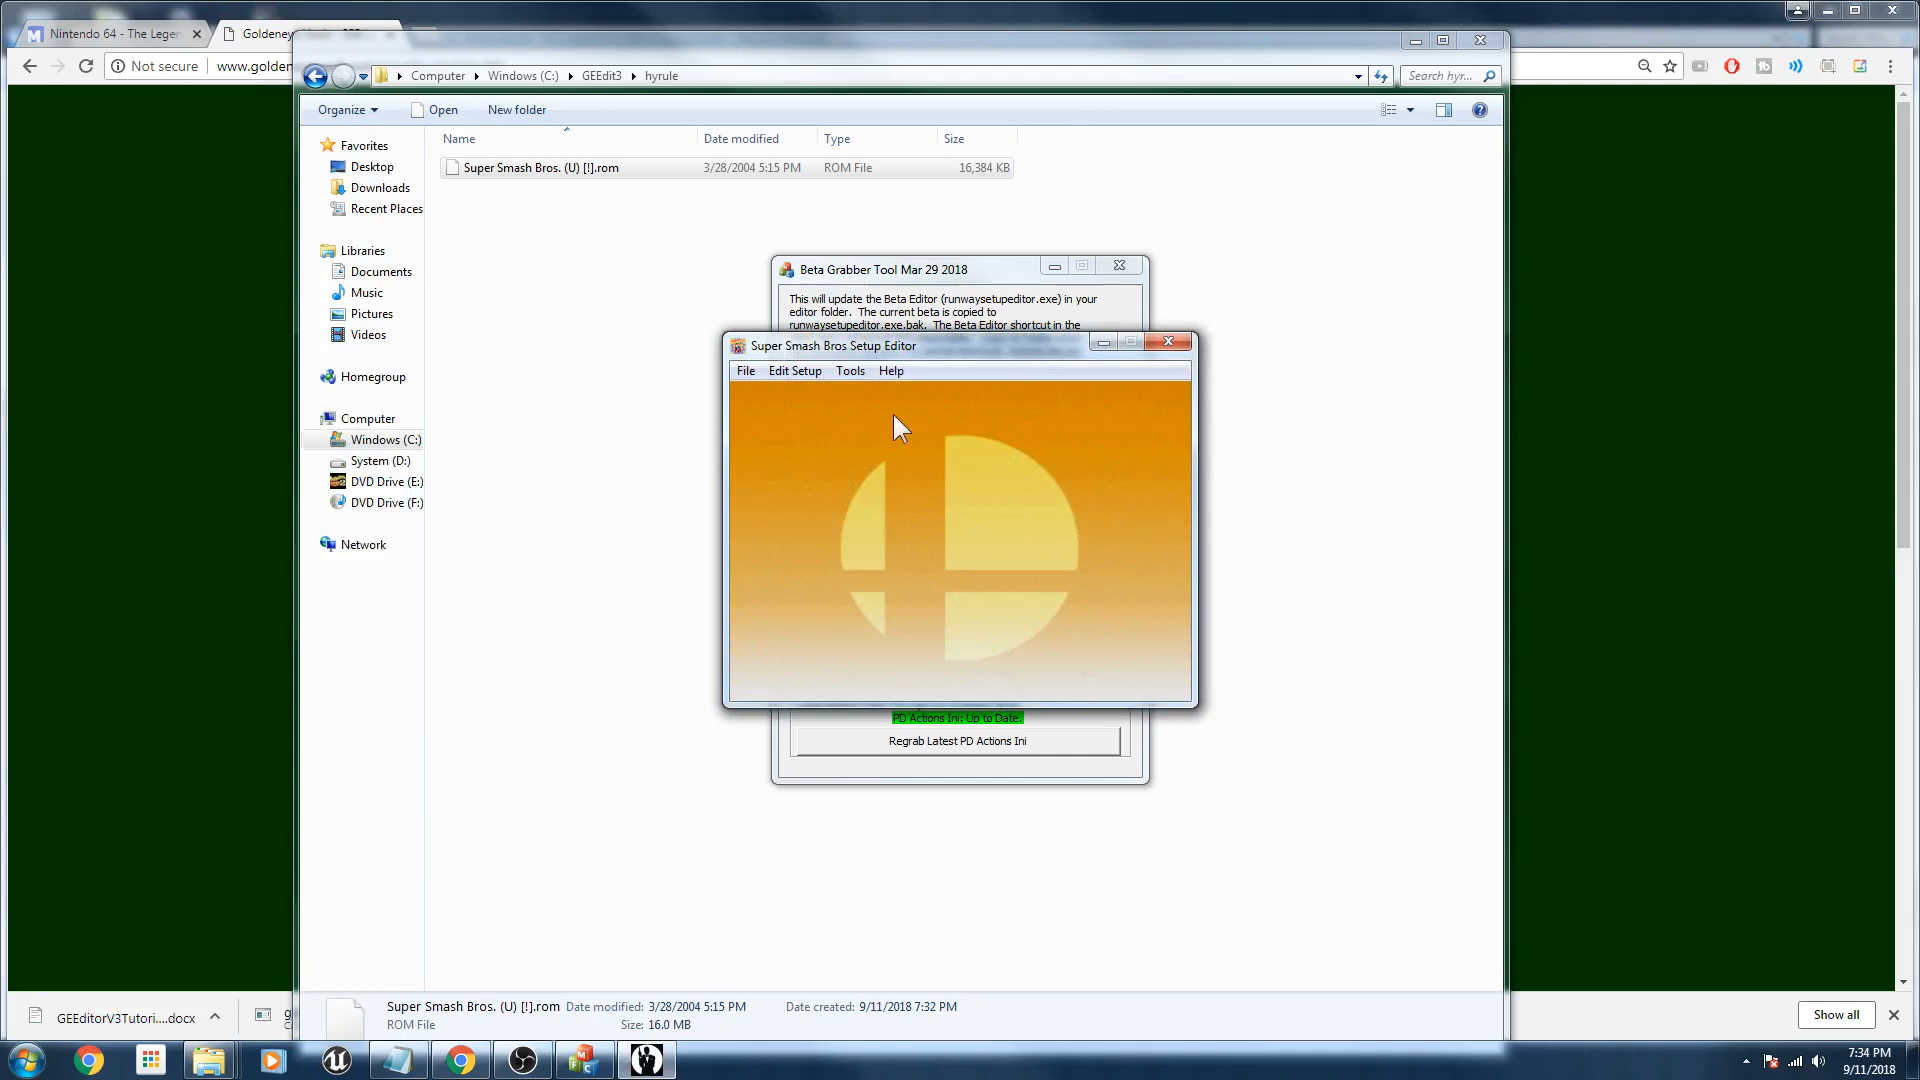 Nintendo 64 - The Legen
Goldeney
Not secure
www.golden
Computer
Windows (C:)
GEEdit3
hyrule
Search hyr...
Organize
Open
New folder
Name
Date modified
Type
Size
Super Smash Bros. (U) [!].rom
3/28/2004 5:15 PM
ROM File
16,384 KB
Favorites
Desktop
Downloads
Recent Places
Libraries
Documents
Music
Pictures
Videos
Homegroup
Computer
Windows (C:)
System (D:)
DVD Drive (E:)
DVD Drive (F:)
Network
Beta Grabber Tool Mar 29 2018
This will update the Beta Editor (runwaysetupeditor.exe) in your
editor folder. The current beta is copied to
runwaysetupeditor.exe.bak. The Beta Editor shortcut in the
Super Smash Bros Setup Editor
File
Edit Setup
Tools
Help
PD Actions Ini: Up to Date.
Regrab Latest PD Actions Ini
Super Smash Bros. (U) [!].rom Date modified: 3/28/2004 5:15 PM Date created: 9/11/2018 7:32 PM
ROM File Size: 16.0 MB
GEEditorV3Tutori....docx
Show all
7:34 PM
9/11/2018